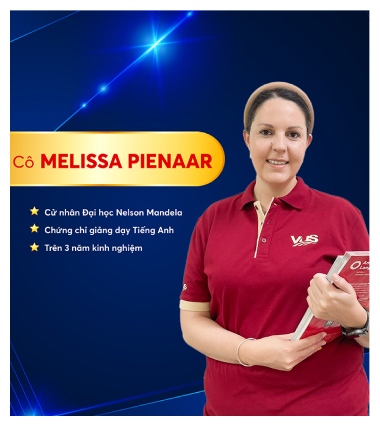 Cô MELISSA PIENAAR
Cử nhân Đại học Nelson Mandela
Chứng chỉ giảng dạy Tiếng Anh
Trên 3 năm kinh nghiệm
VUS